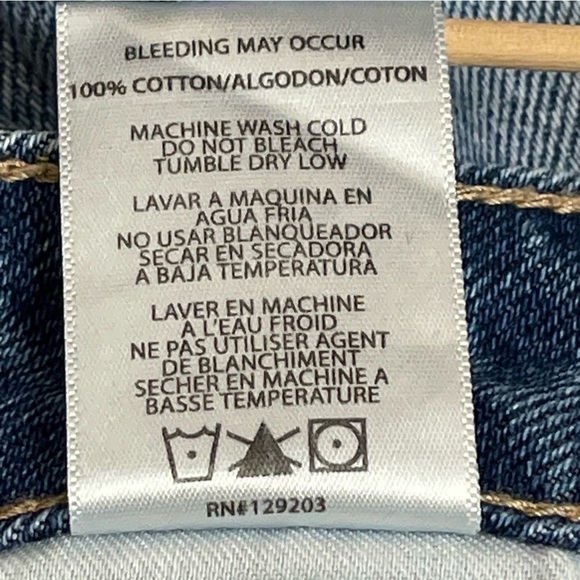 BLEEDING MAY OCCUR
100% COTTON/ALGODON/COTON
MACHINE WASH COLD
DO NOT BLEACH
TUMBLE DRY LOW
LAVAR A MAQUINA EN
AGUA FRIA
NO USAR BLANQUEADOR
SECAR EN SECADORA
A BAJA TEMPERATURA
LAVER EN MACHINE
A L'EAU FROID
NE PAS UTILISER AGENT
DE BLANCHIMENT
SECHER EN MACHINE A
BASSE TEMPERATURE
RN#129203